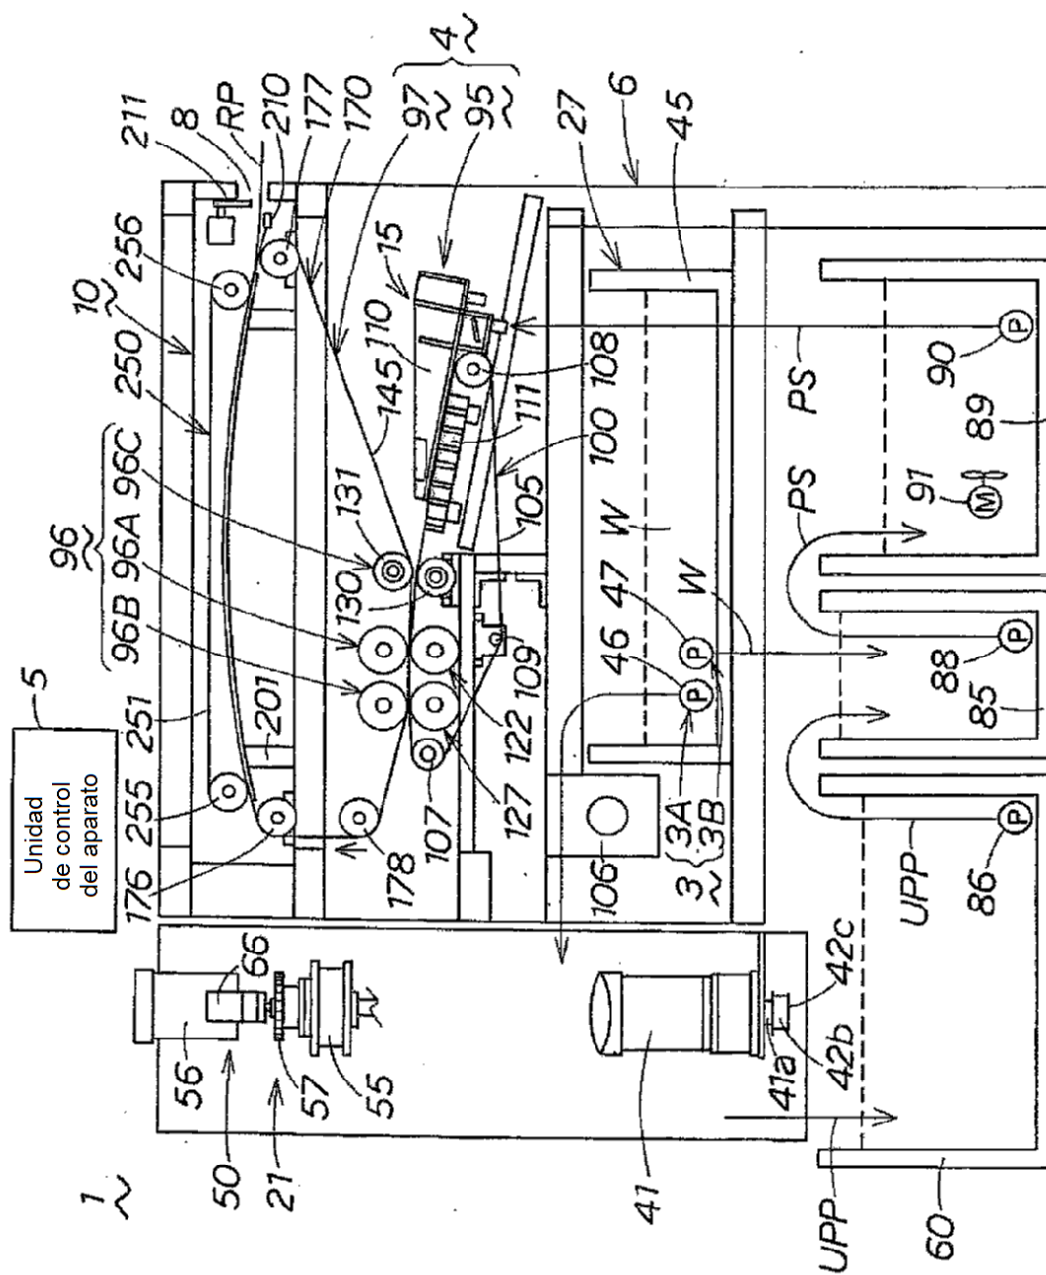 Unidad
de control
del aparato
5
4
97
95
170
177
210
RP
8
211
27
6
45
256
10
250
96
96B
96A
96C
251
255
176
201
178
107
127
122
109
130
131
145
110
15
111
108
100
105
W
W
47
46
3
3A
3B
106
PS
PS
90
89
91
M
P
P
P
P
P
88
85
86
UPP
UPP
60
1
50
21
56
66
57
55
41
41a
42b
42c